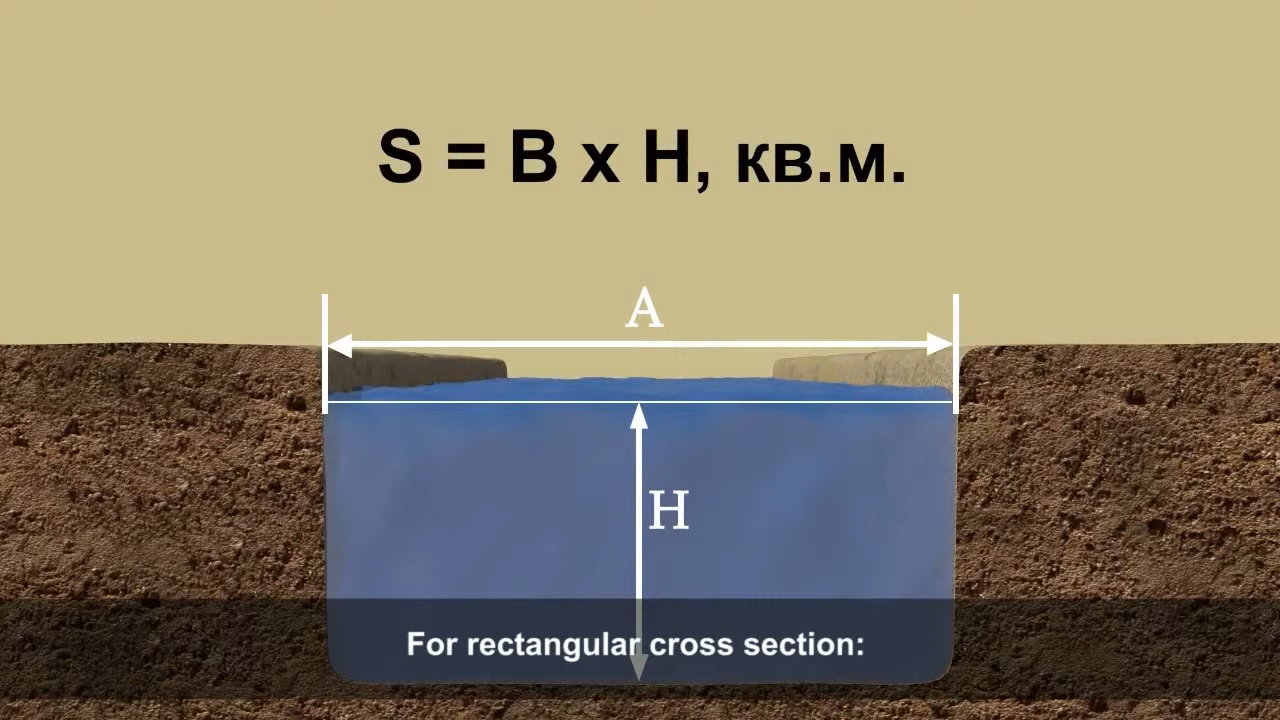 S = B x H, кв.м.
A
H
For rectangular cross section: